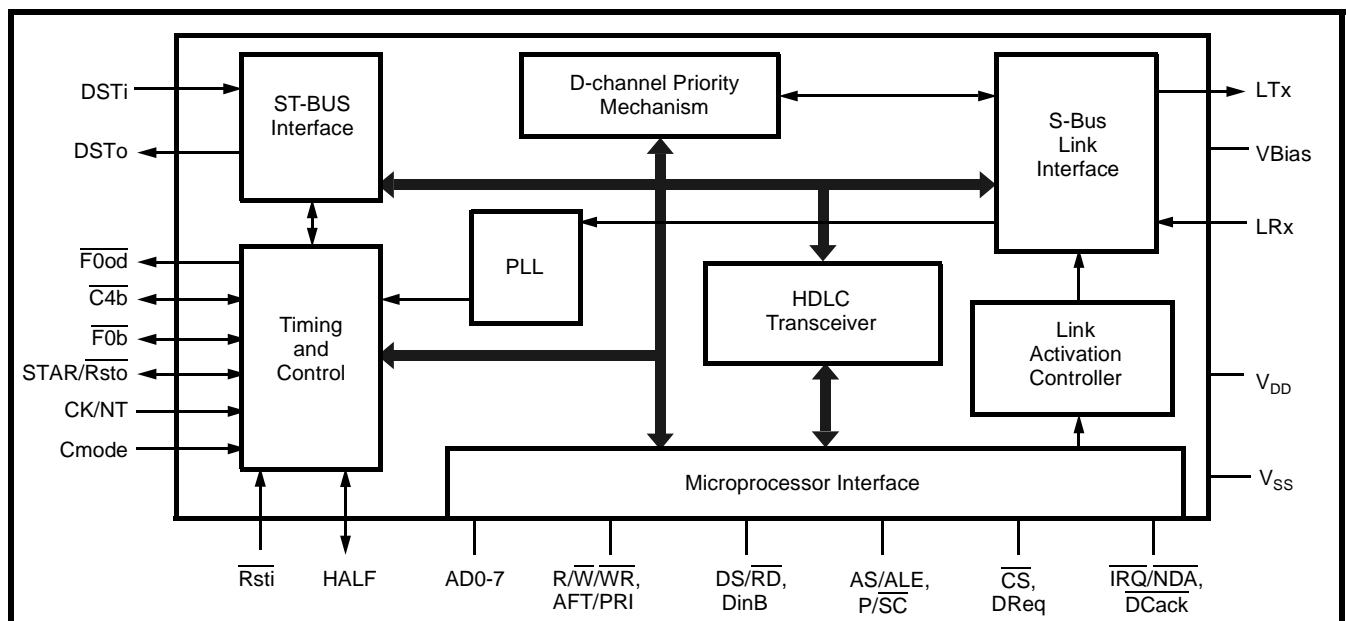 DSTi
DSTo
ST-BUS
Interface
D-channel Priority
Mechanism
S-Bus
Link
Interface
LTx
VBias
LRx
F0od
C4b
F0b
STAR/Rsto
CK/NT
Cmode
Timing
and
Control
PLL
HDLC
Transceiver
Link
Activation
Controller
VDD
VSS
Microprocessor Interface
Rsti
HALF
AD0-7
R/W/WR,
AFT/PRI
DS/RD,
DinB
AS/ALE,
P/SC
CS,
DReq
IRQ/NDA,
DCack